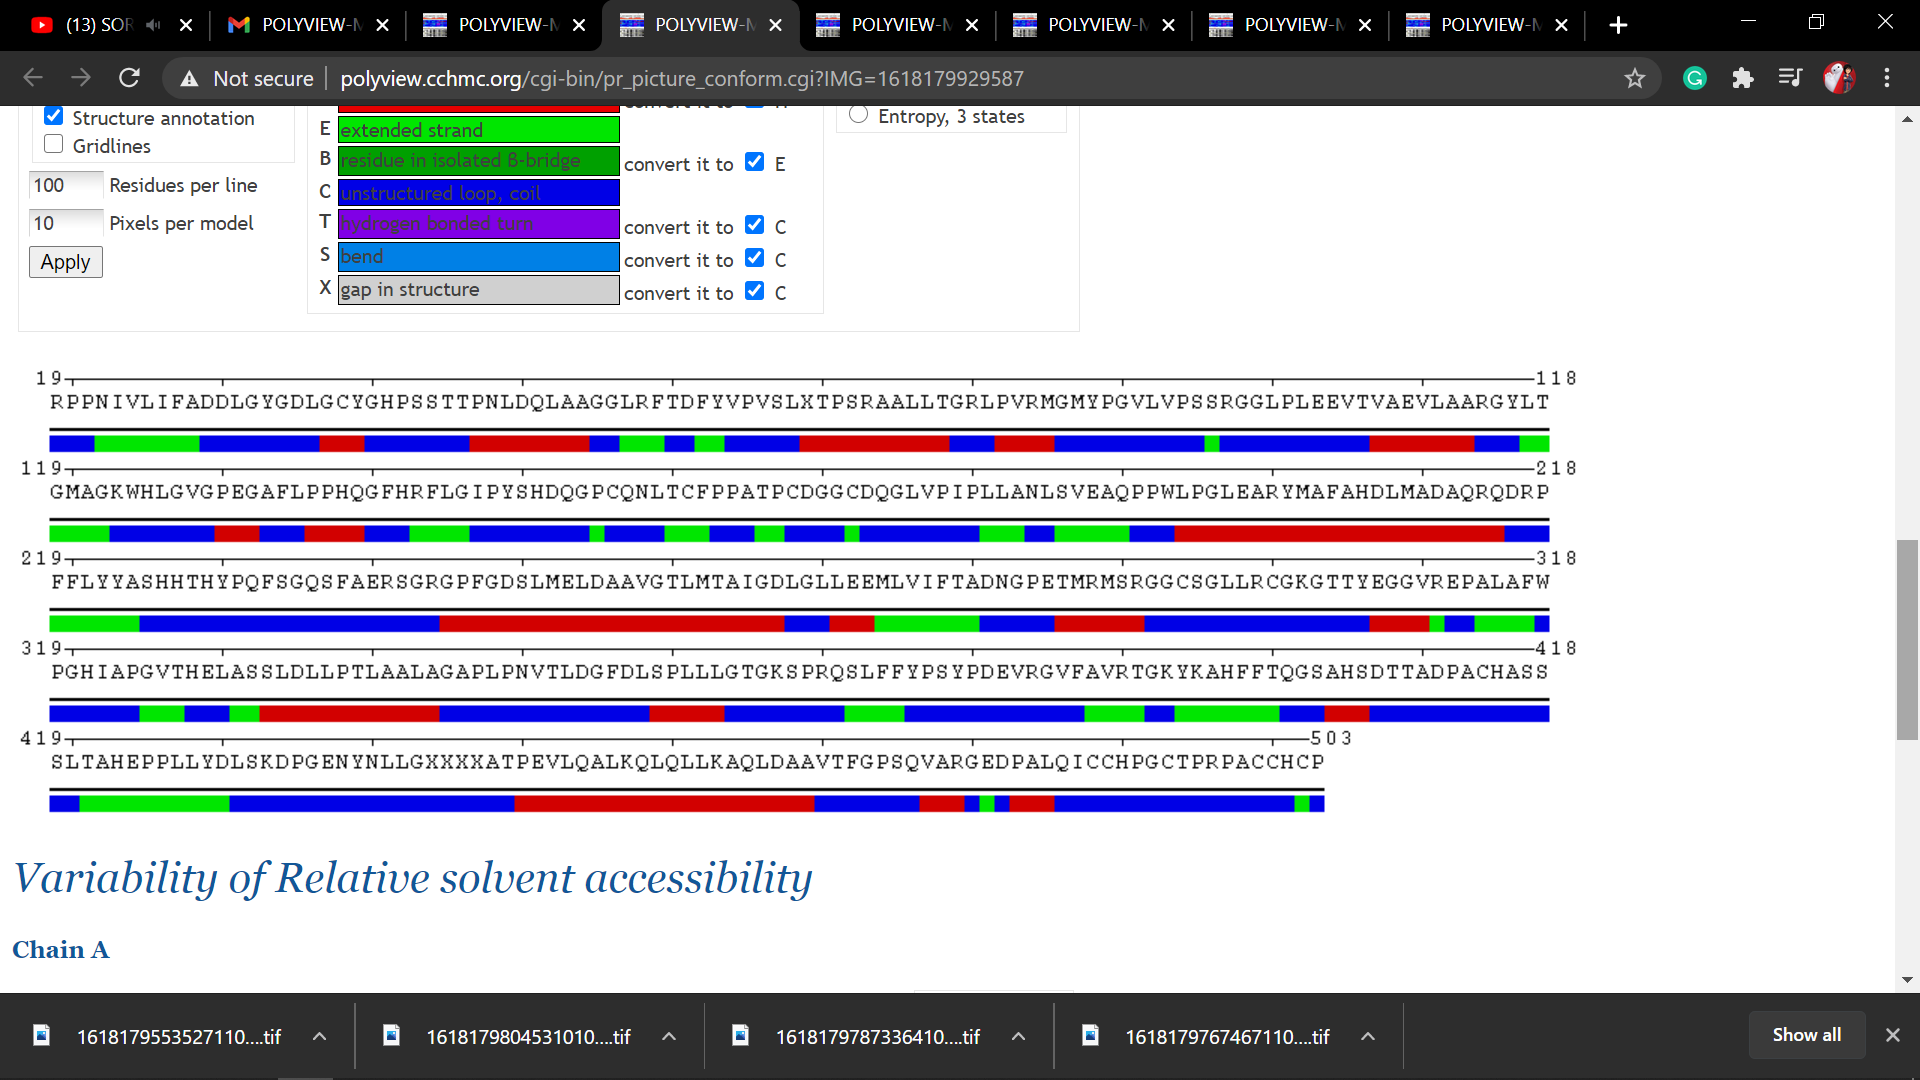 (13) SOR
POLYVIEW-M
POLYVIEW-M
POLYVIEW-M
POLYVIEW-M
POLYVIEW-M
POLYVIEW-M
POLYVIEW-M
Not secure
polyview.cchmc.org/cgi-bin/pr_picture_conform.cgi?IMG=1618179929587
Structure annotation
Gridlines
100 Residues per line
10 Pixels per model
Apply
E extended strand
B residue in isolated β-bridge convert it to E
C unstructured loop, coil
T hydrogen bonded turn convert it to C
S bend convert it to C
X gap in structure convert it to C
Entropy, 3 states
19 118
RPPNIVLIFADDLGYGDLGCYGHPSSTTPNLDQLAAGGLRFTDFYVPVSLXTPSRAALLTGRLPVRMGMYPGVLVPSSRGGLPLEEVTVAEVLAARGYLT
119 218
GMAGKWHLGVGPEGAFLPPHQGFHRFLGIPYSHDQGPCQNLTCFPPATPCDGGCDQGLVPIPLLANLSVEAQPPWLPGLEARYMAFAHDLMADAQRQDRP
219 318
FFLYYASHHTHYPQFSGQSFAERSGRGPFGDSLMELDAAVGTLMTAIGDLGLLEEMLVIFTADNGPETMRMSRGGCSGLLRCGKGTTYEGGVREPALAFW
319 418
PGHIAPGVTHELASSLDLLPTLAALAGAPLPNVTLDGFDLSPLLLGTGKSPRQSLFFYPSYPDEVRGVFAVRTGKYKAHFFTQGSAHSDTTADPACHASS
419 503
SLTAHEPPLLYDLSKDPGENYNLLGXXXXATPEVLQALKQLQLLKAQLDAAVTFGPSQVARGEDPALQICCHPGCTPRPACCHCP
Variability of Relative solvent accessibility
Chain A
1618179553527110....tif
1618179804531010....tif
1618179787336410....tif
1618179767467110....tif
Show all